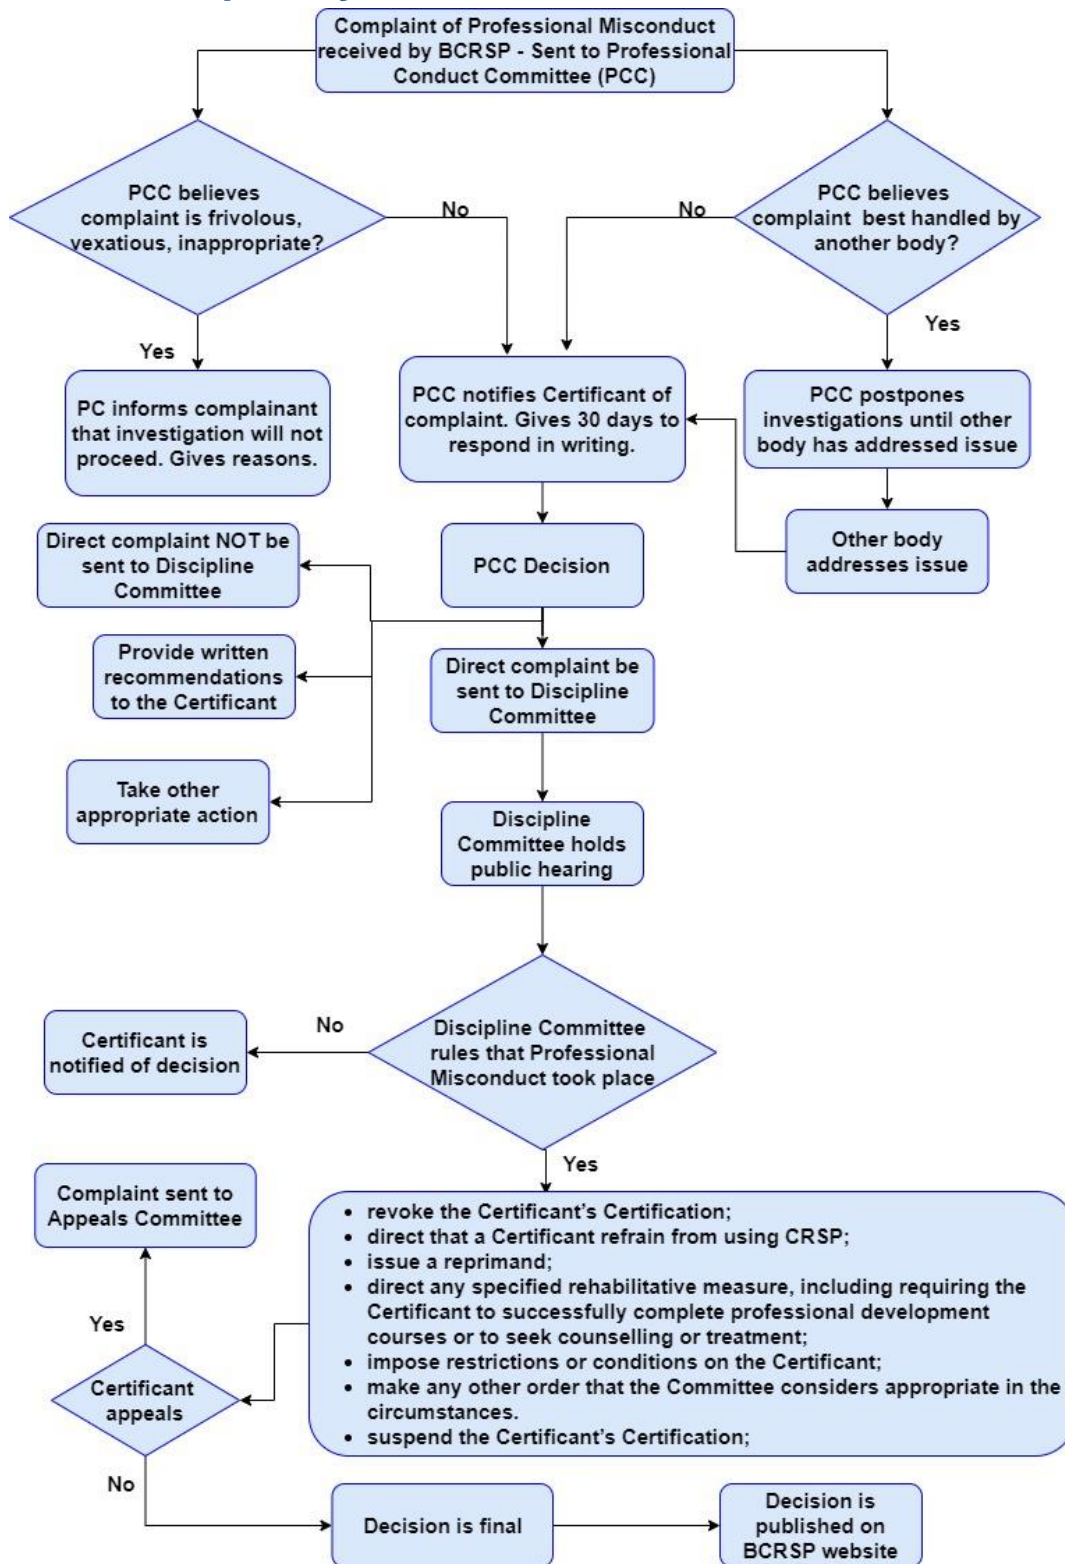 Complaint of Professional Misconduct
received by BCRSP - Sent to Professional
Conduct Committee (PCC)
PCC believes
complaint is frivolous,
vexatious, inappropriate?
No
No
PCC believes
complaint best handled by
another body?
Yes
Yes
PC informs complainant
that investigation will not
proceed. Gives reasons.
PCC notifies Certificant of
complaint. Gives 30 days to
respond in writing.
PCC postpones
investigations until other
body has addressed issue
Direct complaint NOT be
sent to Discipline
Committee
PCC Decision
Other body
addresses issue
Provide written
recommendations
to the Certificant
Direct complaint be
sent to Discipline
Committee
Take other
appropriate action
Discipline
Committee holds
public hearing
No
Certificant is
notified of decision
Discipline Committee
rules that Professional
Misconduct took place
Yes
Complaint sent to
Appeals Committee
• revoke the Certificant's Certification;
• direct that a Certificant refrain from using CRSP;
• issue a reprimand;
• direct any specified rehabilitative measure, including requiring the
Certificant to successfully complete professional development
courses or to seek counselling or treatment;
• impose restrictions or conditions on the Certificant;
• make any other order that the Committee considers appropriate in the
circumstances.
• suspend the Certificant's Certification;
Yes
Certificant
appeals
No
Decision is final
Decision is
published on
BCRSP website